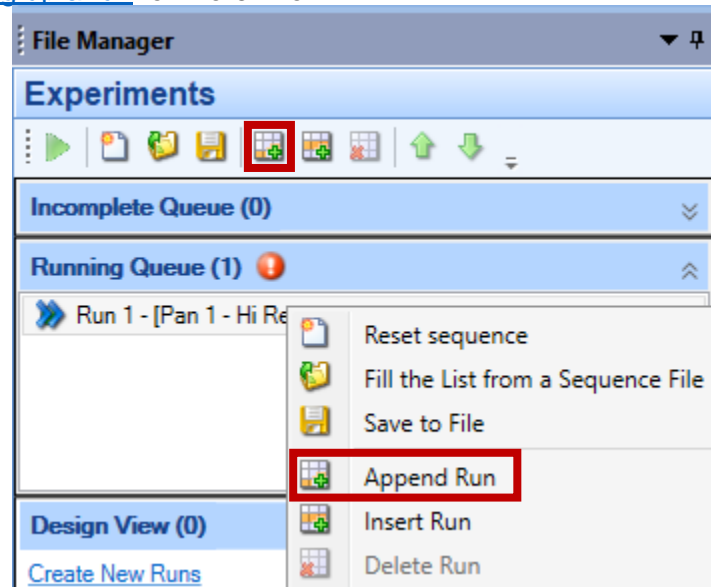 File Manager
Experiments
Incomplete Queue (0)
Running Queue (1)
Run 1 - [Pan 1 - Hi Re
Reset sequence
Fill the List from a Sequence File
Save to File
Append Run
Insert Run
Delete Run
Design View (0)
Create New Runs